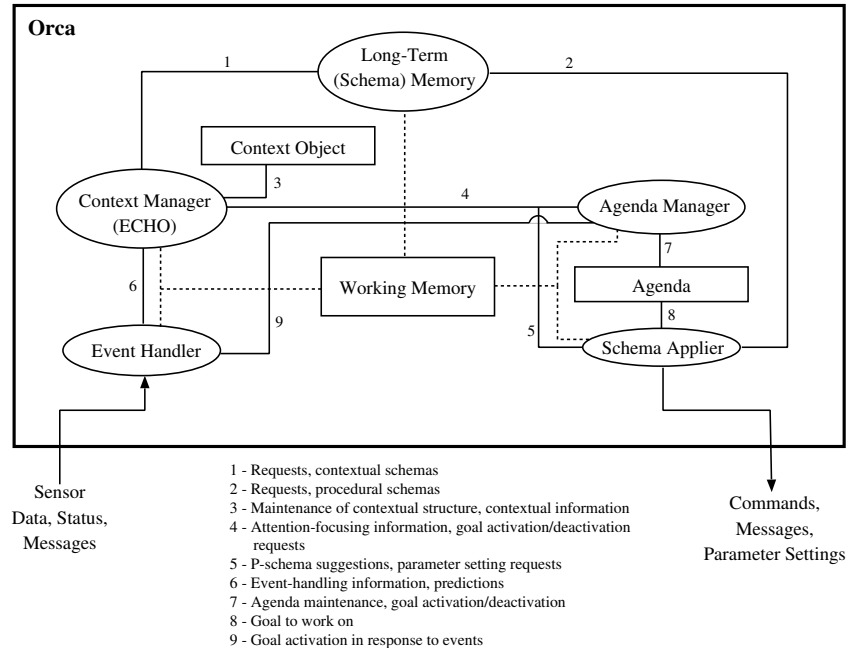 Orca
Long-Term
(Schema) Memory
1
2
Context Object
3
Context Manager
(ECHO)
4
Agenda Manager
7
Working Memory
Agenda
6
9
5
8
Event Handler
Schema Applier
Sensor
Data, Status,
Messages
Commands,
Messages,
Parameter Settings
1 - Requests, contextual schemas
2 - Requests, procedural schemas
3 - Maintenance of contextual structure, contextual information
4 - Attention-focusing information, goal activation/deactivation
requests
5 - P-schema suggestions, parameter setting requests
6 - Event-handling information, predictions
7 - Agenda maintenance, goal activation/deactivation
8 - Goal to work on
9 - Goal activation in response to events